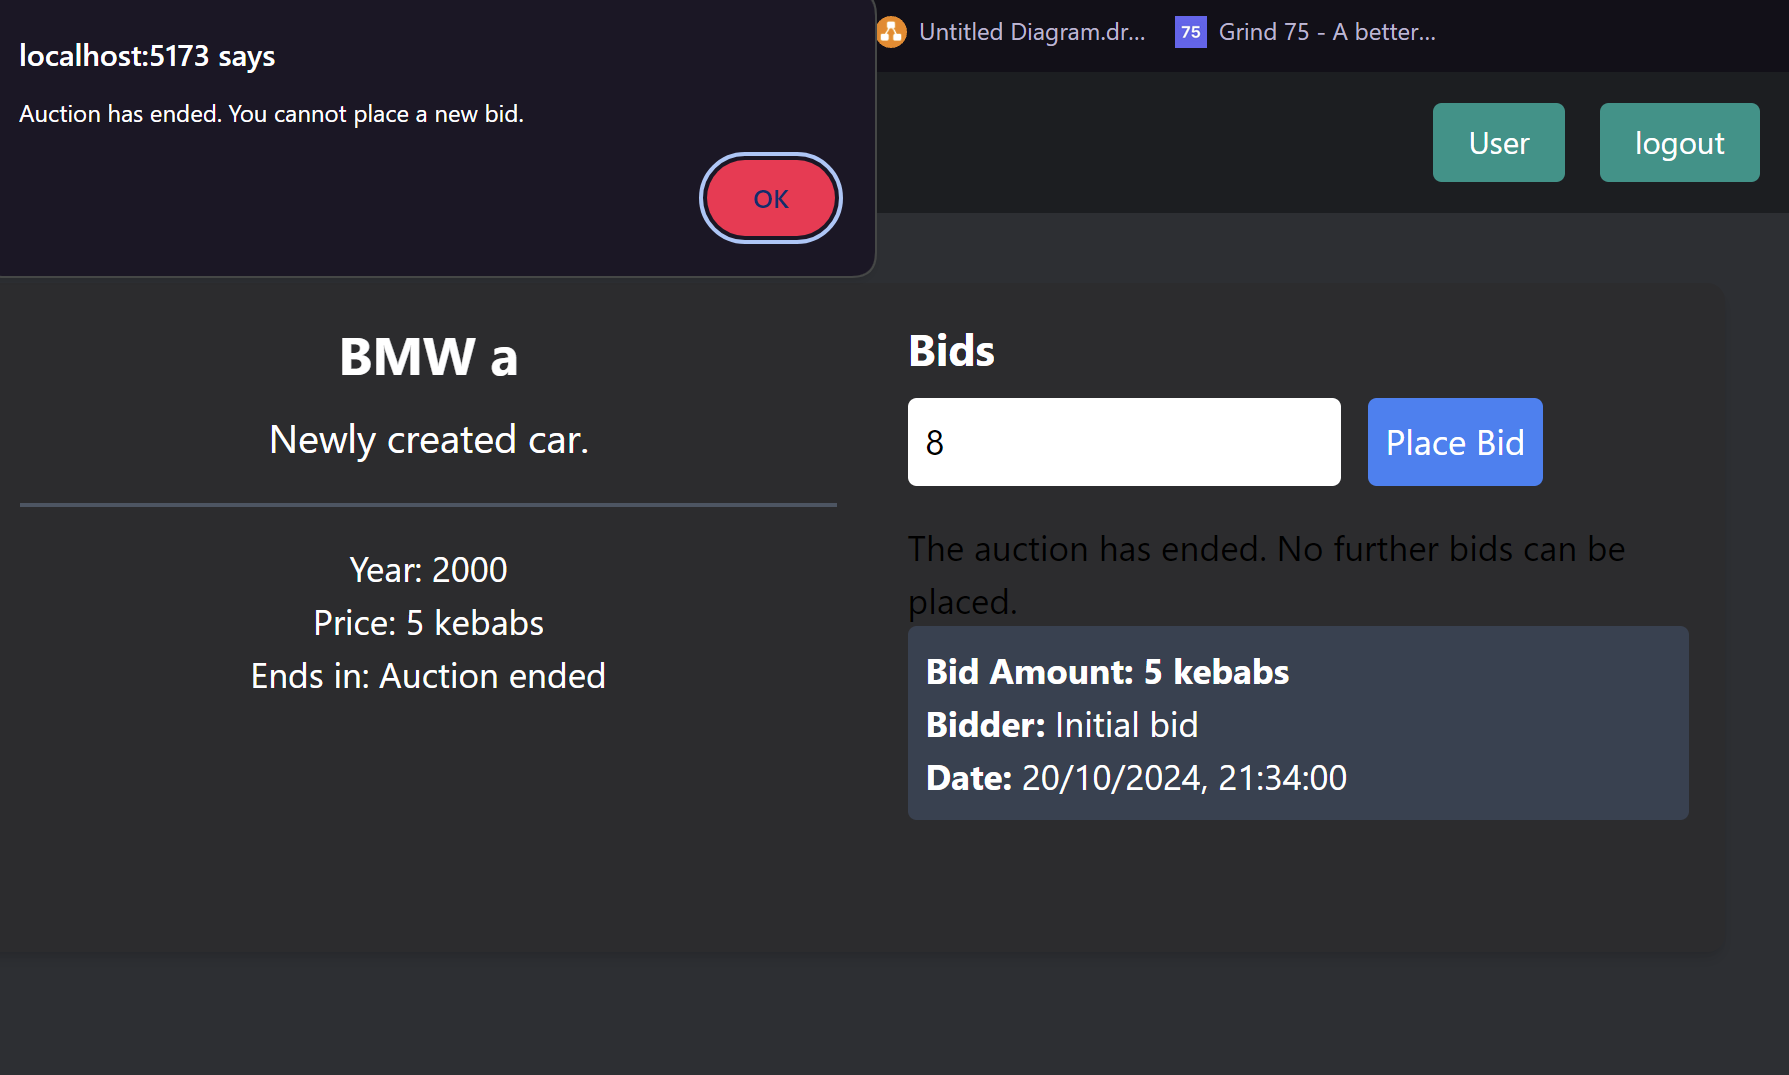 Untitled Diagram.dr...
75
Grind 75 - A better...
localhost:5173 says
Auction has ended. You cannot place a new bid.
OK
User
logout
BMW a
Newly created car.
Year: 2000
Price: 5 kebabs
Ends in: Auction ended
Bids
8
Place Bid
The auction has ended. No further bids can be
placed.
Bid Amount: 5 kebabs
Bidder: Initial bid
Date: 20/10/2024, 21:34:00